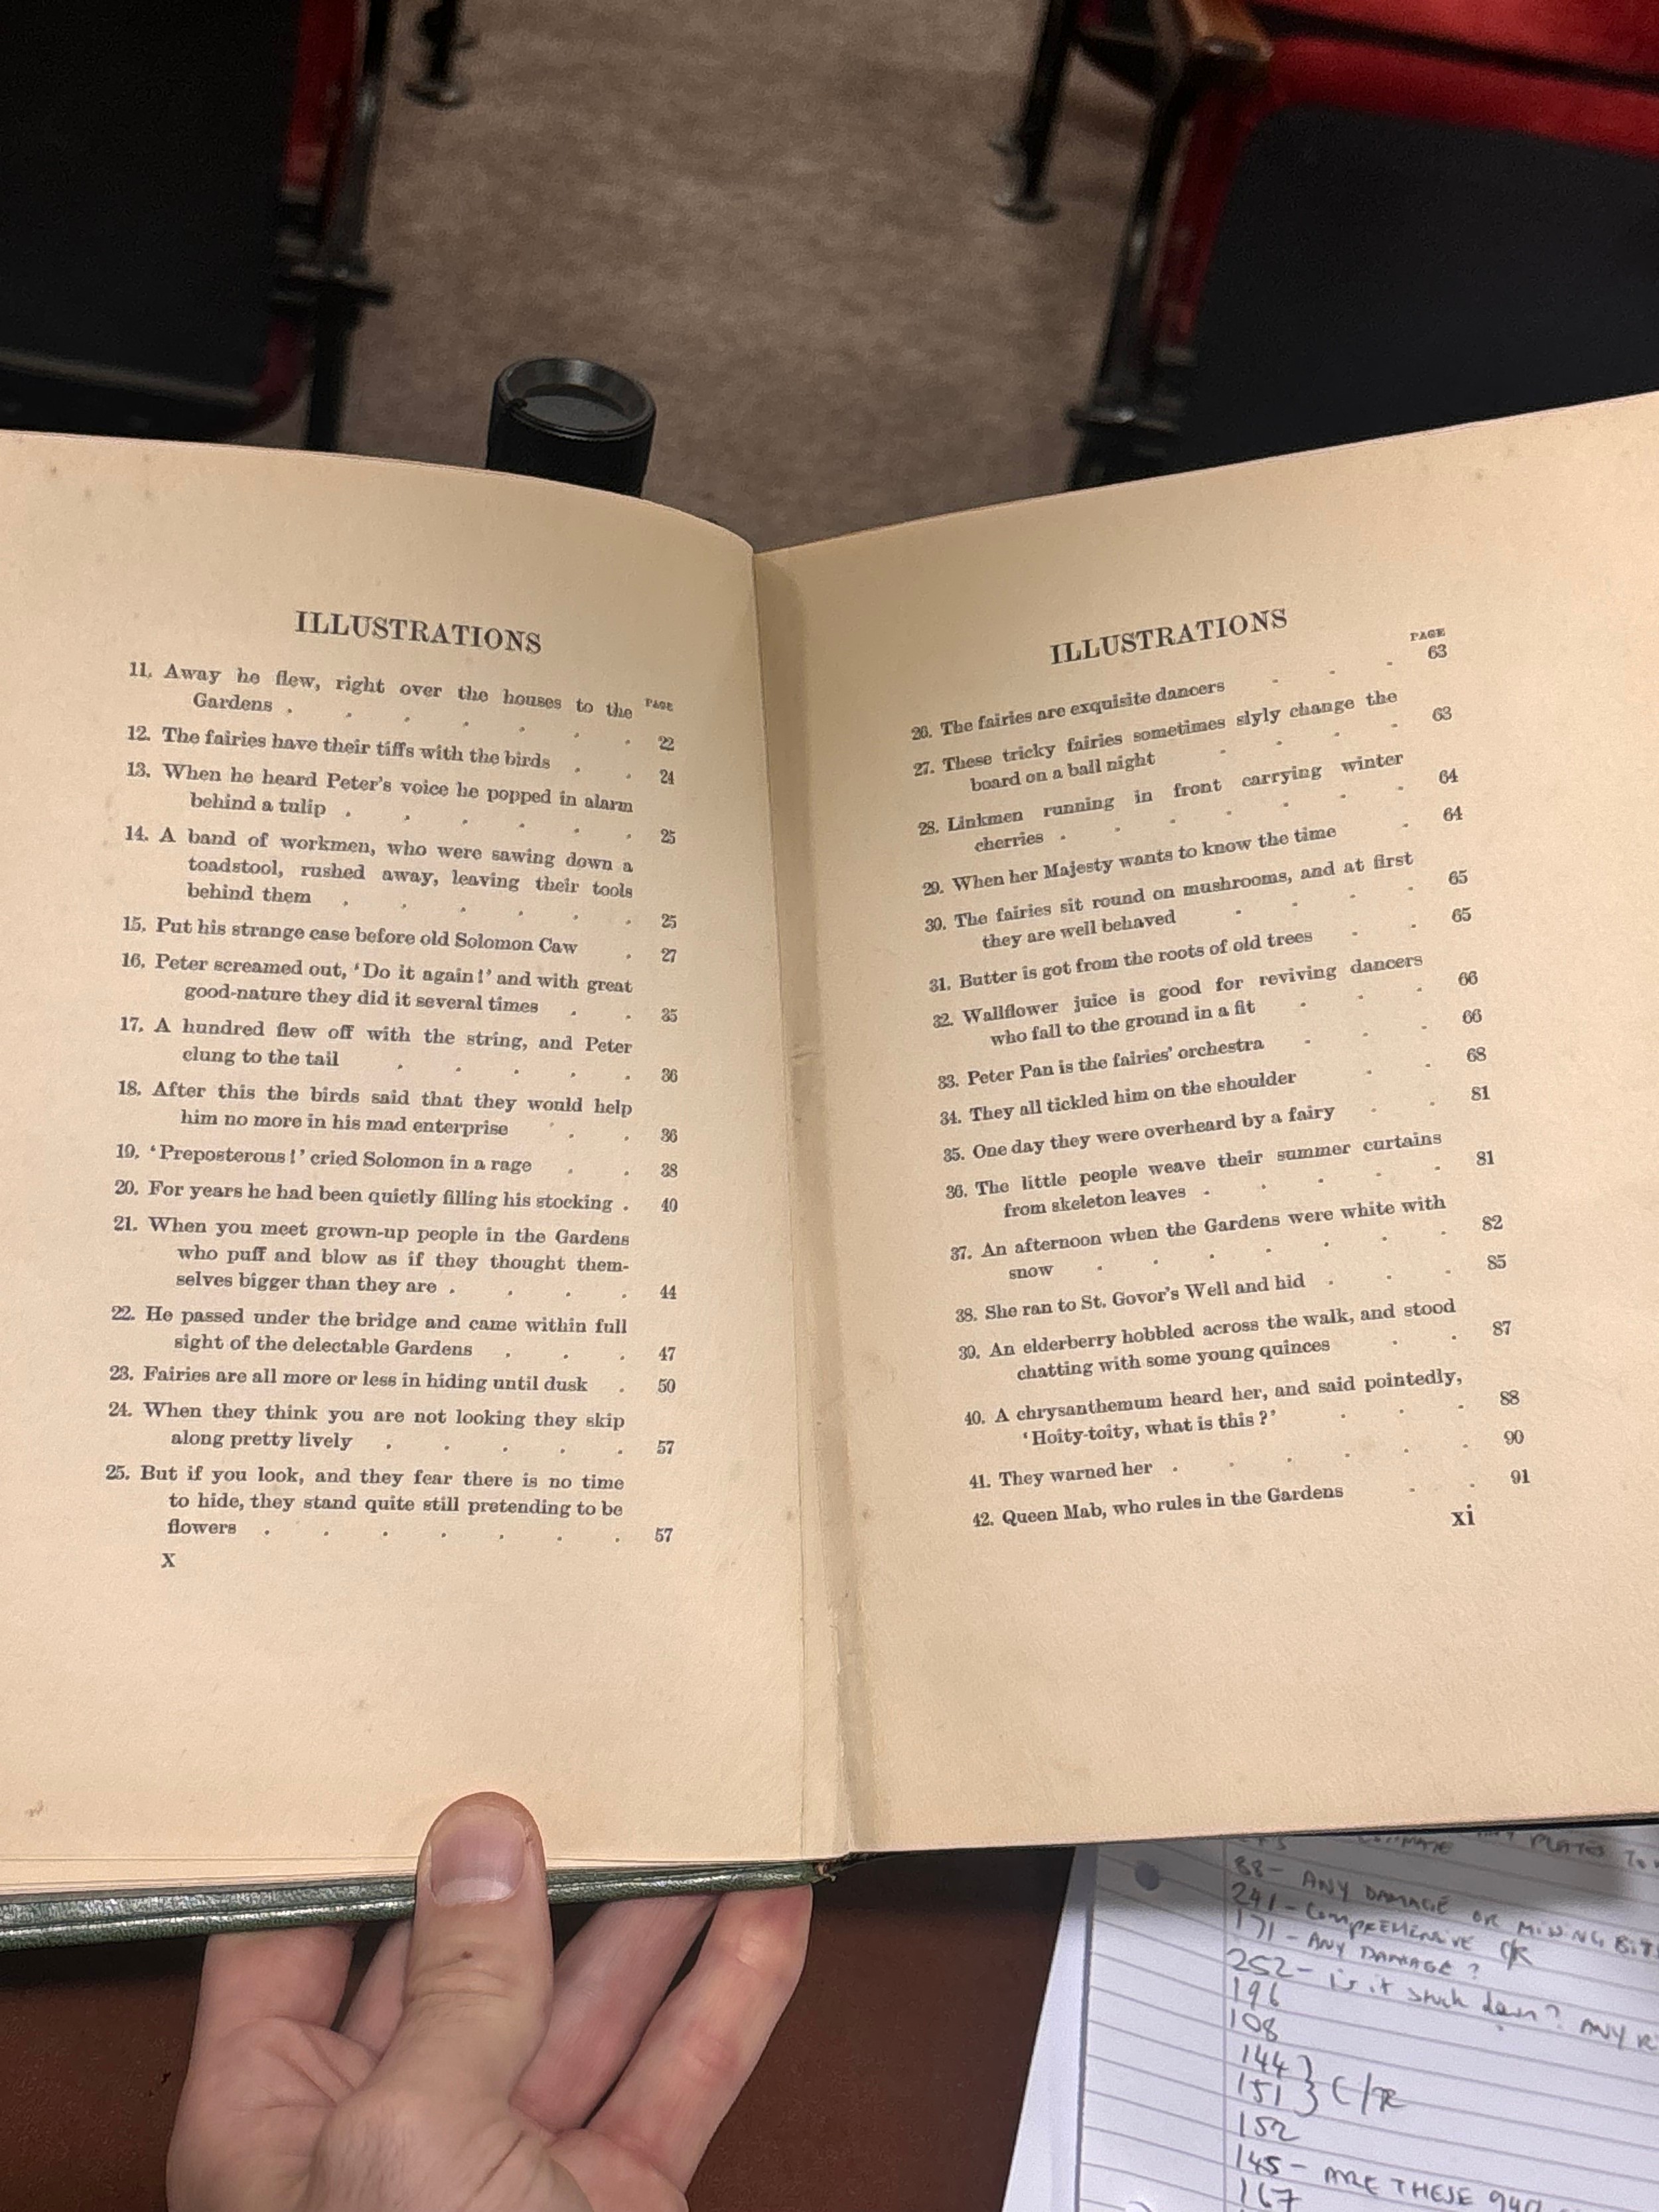 ILLUSTRATIONS
PAGE
11. Away he flew, right over the houses to the
Gardens . . . . . . . 22
12. The fairies have their tiffs with the birds . . 24
13. When he heard Peter's voice he popped in alarm
behind a tulip . . . . . . 25
14. A band of workmen, who were sawing down a
toadstool, rushed away, leaving their tools
behind them . . . . . . 25
15. Put his strange case before old Solomon Caw . 27
16. Peter screamed out, 'Do it again!' and with great
good-nature they did it several times . . 35
17. A hundred flew off with the string, and Peter
clung to the tail . . . . . 36
18. After this the birds said that they would help
him no more in his mad enterprise . . 36
19. 'Preposterous!' cried Solomon in a rage . . 38
20. For years he had been quietly filling his stocking . 40
21. When you meet grown-up people in the Gardens
who puff and blow as if they thought them-
selves bigger than they are . . . . 44
22. He passed under the bridge and came within full
sight of the delectable Gardens . . . 47
23. Fairies are all more or less in hiding until dusk . 50
24. When they think you are not looking they skip
along pretty lively . . . . . 57
25. But if you look, and they fear there is no time
to hide, they stand quite still pretending to be
flowers . . . . . . . 57
x
ILLUSTRATIONS
PAGE
26. The fairies are exquisite dancers . . . 63
27. These tricky fairies sometimes slyly change the
board on a ball night . . . . 63
28. Linkmen running in front carrying winter
cherries . . . . . . . 64
29. When her Majesty wants to know the time . 64
30. The fairies sit round on mushrooms, and at first
they are well behaved . . . . 65
31. Butter is got from the roots of old trees . . 65
32. Wallflower juice is good for reviving dancers
who fall to the ground in a fit . . . 66
33. Peter Pan is the fairies' orchestra . . . 66
34. They all tickled him on the shoulder . . 68
35. One day they were overheard by a fairy . . 81
36. The little people weave their summer curtains
from skeleton leaves . . . . . 81
37. An afternoon when the Gardens were white with
snow . . . . . . . 82
38. She ran to St. Govor's Well and hid . . . 85
39. An elderberry hobbled across the walk, and stood
chatting with some young quinces . . 87
40. A chrysanthemum heard her, and said pointedly,
'Hoity-toity, what is this?' . . . 88
41. They warned her . . . . . . 90
42. Queen Mab, who rules in the Gardens . . 91
xi
PLATES
88 - ANY DAMAGE OR MISSING BITS
241 - COMPREHENSIVE C/R
171 - ANY DAMAGE?
252 - is it stuck down? ANY
196
108
144
151 } C/R
152
145 - ARE THESE
167